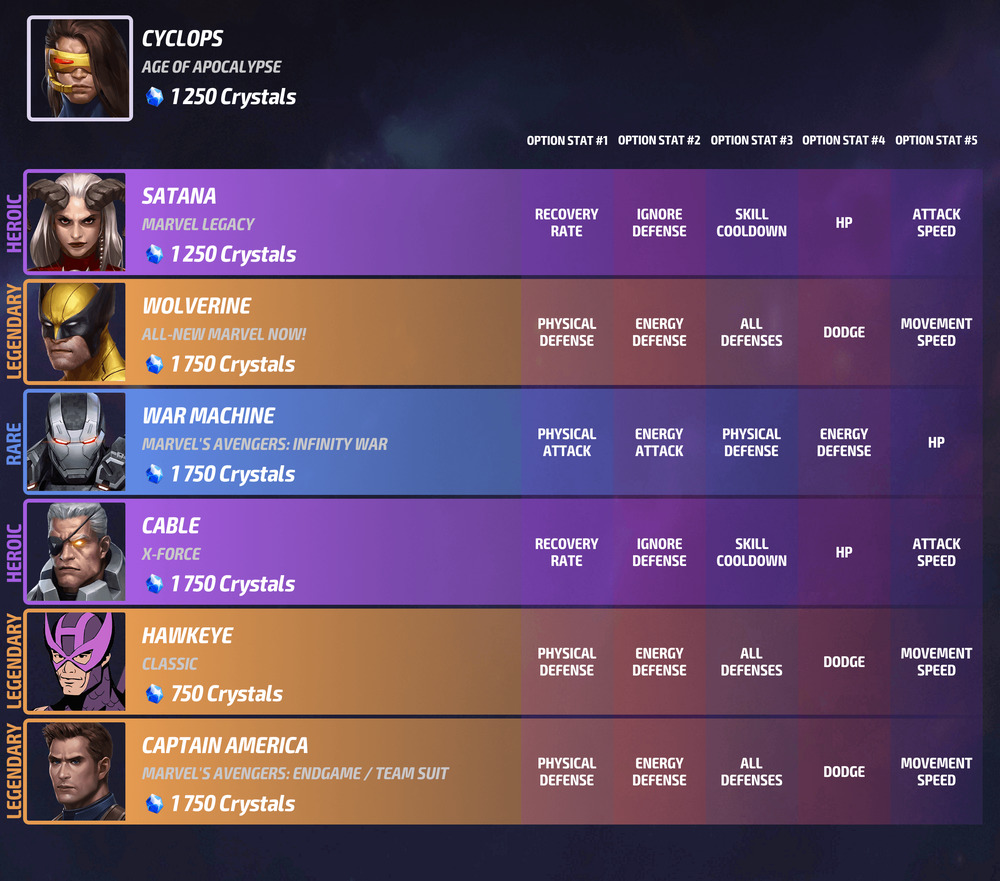 CYCLOPS
AGE OF APOCALYPSE
1 250 Crystals
OPTION STAT #1 OPTION STAT #2 OPTION STAT #3 OPTION STAT #4 OPTION STAT #5
HEROIC
SATANA
MARVEL LEGACY
1 250 Crystals
RECOVERY
RATE
IGNORE
DEFENSE
SKILL
COOLDOWN
HP
ATTACK
SPEED
LEGENDARY
WOLVERINE
ALL-NEW MARVEL NOW!
1 750 Crystals
PHYSICAL
DEFENSE
ENERGY
DEFENSE
ALL
DEFENSES
DODGE
MOVEMENT
SPEED
RARE
WAR MACHINE
MARVEL'S AVENGERS: INFINITY WAR
1 750 Crystals
PHYSICAL
ATTACK
ENERGY
ATTACK
PHYSICAL
DEFENSE
ENERGY
DEFENSE
HP
HEROIC
CABLE
X-FORCE
1 750 Crystals
RECOVERY
RATE
IGNORE
DEFENSE
SKILL
COOLDOWN
HP
ATTACK
SPEED
LEGENDARY
HAWKEYE
CLASSIC
750 Crystals
PHYSICAL
DEFENSE
ENERGY
DEFENSE
ALL
DEFENSES
DODGE
MOVEMENT
SPEED
LEGENDARY
CAPTAIN AMERICA
MARVEL'S AVENGERS: ENDGAME / TEAM SUIT
1 750 Crystals
PHYSICAL
DEFENSE
ENERGY
DEFENSE
ALL
DEFENSES
DODGE
MOVEMENT
SPEED